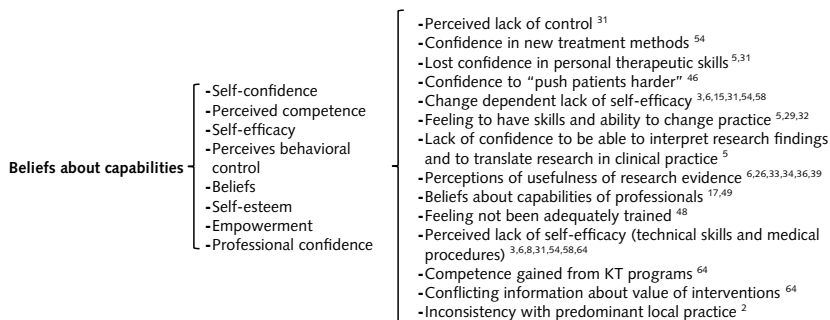 Beliefs about capabilities
-Self-confidence
-Perceived competence
-Self-efficacy
-Perceives behavioral
control
-Beliefs
-Self-esteem
-Empowerment
-Professional confidence
-Perceived lack of control 31
-Confidence in new treatment methods 54
-Lost confidence in personal therapeutic skills 5,31
-Confidence to “push patients harder” 46
-Change dependent lack of self-efficacy 3,6,15,31,54,58
-Feeling to have skills and ability to change practice 5,29,32
-Lack of confidence to be able to interpret research findings
and to translate research in clinical practice 5
-Perceptions of usefulness of research evidence 6,26,33,34,36,39
-Beliefs about capabilities of professionals 17,49
-Feeling not been adequately trained 48
-Perceived lack of self-efficacy (technical skills and medical
procedures) 3,6,8,31,54,58,64
-Competence gained from KT programs 64
-Conflicting information about value of interventions 64
-Inconsistency with predominant local practice 2